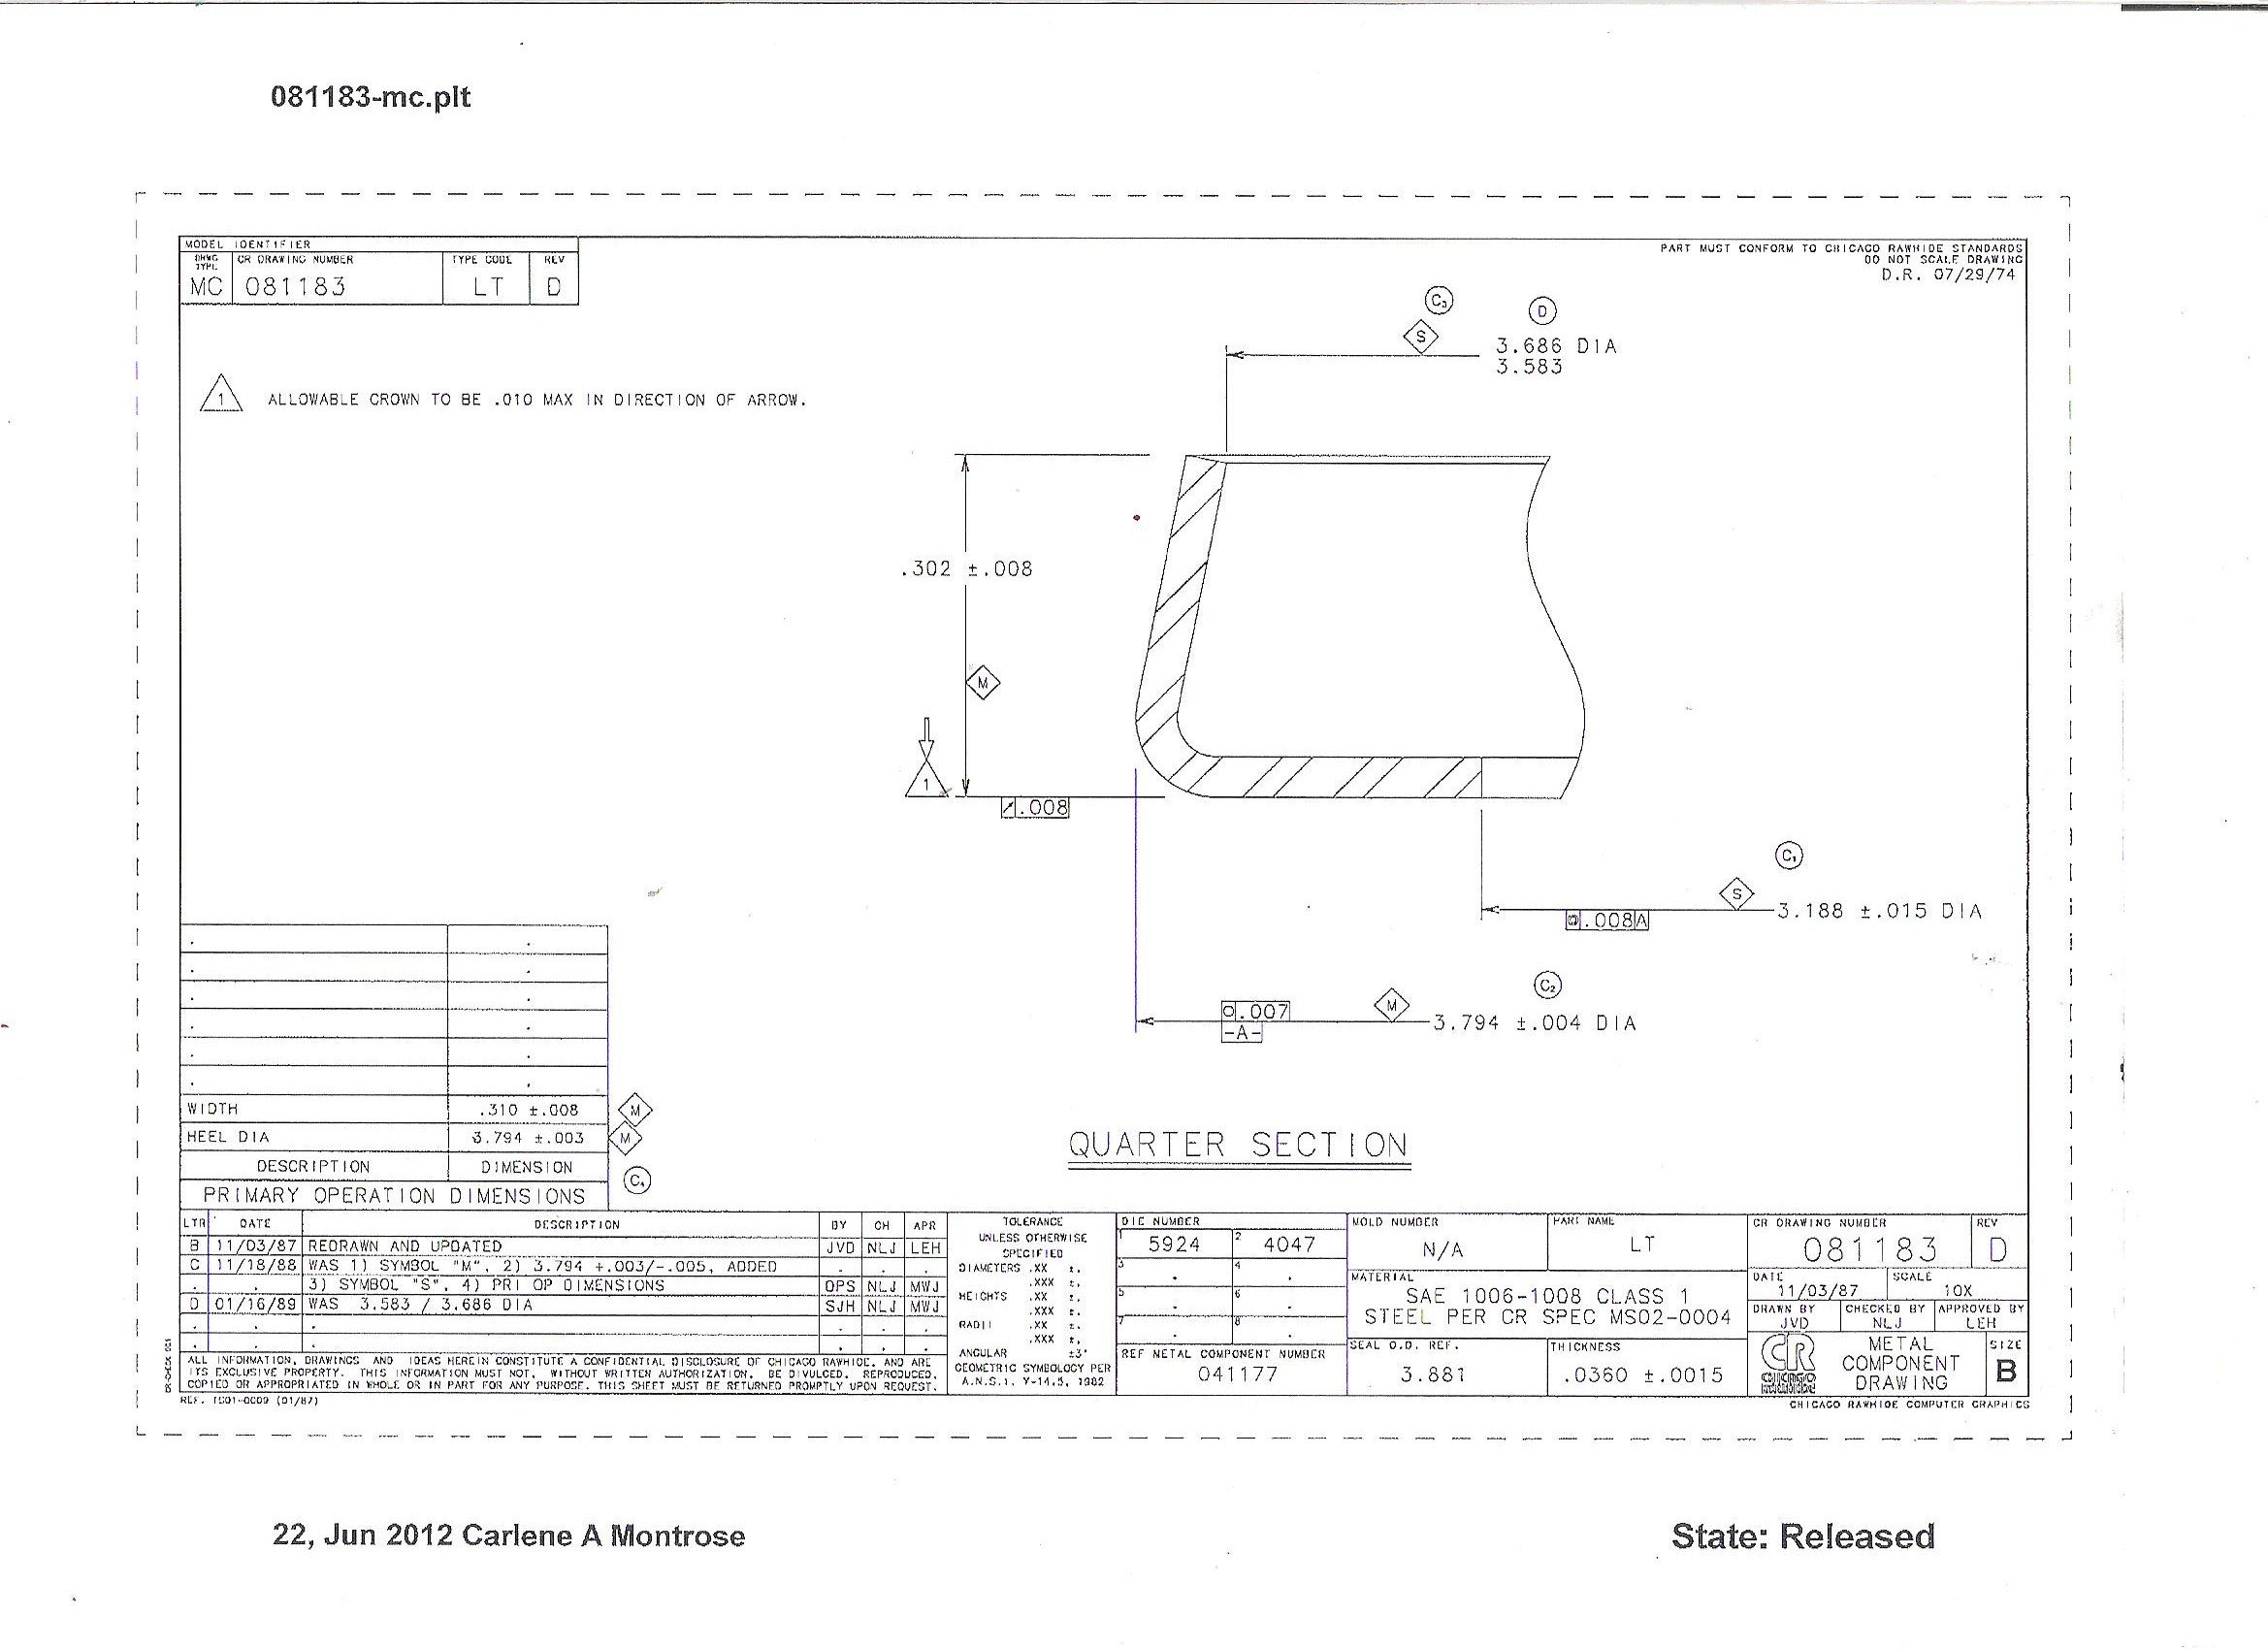 081183-mc.plt
MODEL IDENTIFIER
DRWG TYPE CR DRAWING NUMBER TYPE CODE REV
MC 081183 LT D
PART MUST CONFORM TO CHICAGO RAWHIDE STANDARDS
DO NOT SCALE DRAWING
D.R. 07/29/74
C3 D
S 3.686 DIA
3.583
1 ALLOWABLE CROWN TO BE .010 MAX IN DIRECTION OF ARROW.
.302 ±.008
M
1
.008
C1
S
3.188 ±.015 DIA
.008 A
C2
M
.007
3.794 ±.004 DIA
-A-
WIDTH .310 ±.008 M
HEEL DIA 3.794 ±.003 M
DESCRIPTION DIMENSION
C4
PRIMARY OPERATION DIMENSIONS
QUARTER SECTION
LTR DATE DESCRIPTION BY CH APR
B 11/03/87 REDRAWN AND UPDATED JVD NLJ LEH
C 11/18/88 WAS 1) SYMBOL "M", 2) 3.794 +.003/-.005, ADDED
3) SYMBOL "S", 4) PRI OP DIMENSIONS DPS NLJ MWJ
D 01/16/89 WAS 3.583 / 3.686 DIA SJH NLJ MWJ
ALL INFORMATION, DRAWINGS AND IDEAS HEREIN CONSTITUTE A CONFIDENTIAL DISCLOSURE OF CHICAGO RAWHIDE, AND ARE
ITS EXCLUSIVE PROPERTY. THIS INFORMATION MUST NOT, WITHOUT WRITTEN AUTHORIZATION, BE DIVULGED, REPRODUCED,
COPIED OR APPROPRIATED IN WHOLE OR IN PART FOR ANY PURPOSE. THIS SHEET MUST BE RETURNED PROMPTLY UPON REQUEST.
REF. IS01-0009 (01/87)
TOLERANCE
UNLESS OTHERWISE
SPECIFIED
DIAMETERS .XX ±.
.XXX ±.
HEIGHTS .XX ±.
.XXX ±.
RADII .XX ±.
.XXX ±.
ANGULAR ±3°
GEOMETRIC SYMBOLOGY PER
A.N.S.I. Y-14.5, 1982
DIE NUMBER
1 5924 2 4047
3 4
5 6
7 8
REF METAL COMPONENT NUMBER
041177
MOLD NUMBER
N/A
PART NAME
LT
MATERIAL
SAE 1006-1008 CLASS 1
STEEL PER CR SPEC MS02-0004
SEAL O.D. REF.
3.881
THICKNESS
.0360 ±.0015
CR DRAWING NUMBER REV
081183 D
DATE SCALE
11/03/87 10X
DRAWN BY CHECKED BY APPROVED BY
JVD NLJ LEH
CR
CHICAGO RAWHIDE
METAL
COMPONENT
DRAWING
SIZE
B
CHICAGO RAWHIDE COMPUTER GRAPHICS
22, Jun 2012 Carlene A Montrose
State: Released